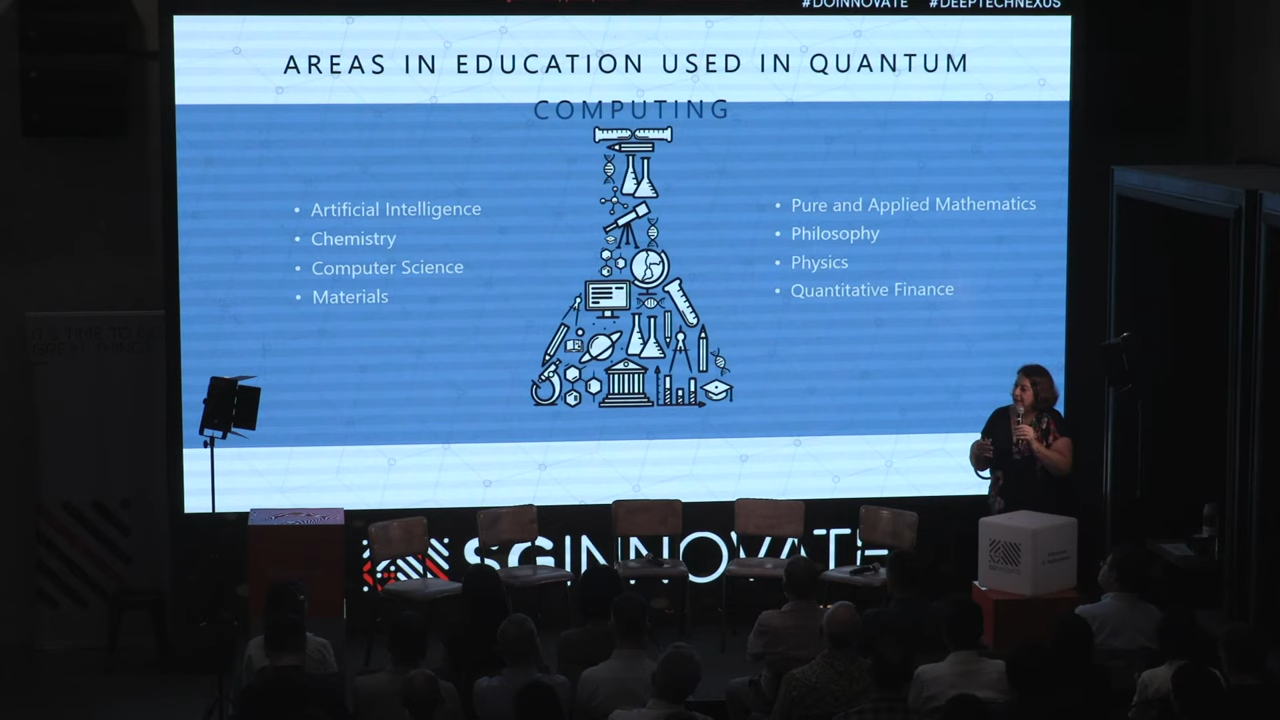 #DOINNOVATE #DEEPTECHNEXUS
AREAS IN EDUCATION USED IN QUANTUM
COMPUTING
• Artificial Intelligence
• Chemistry
• Computer Science
• Materials
• Pure and Applied Mathematics
• Philosophy
• Physics
• Quantitative Finance
SGINNOVATE